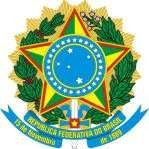 REPÚBLICA FEDERATIVA DO BRASIL
15 de Novembro
de 1889